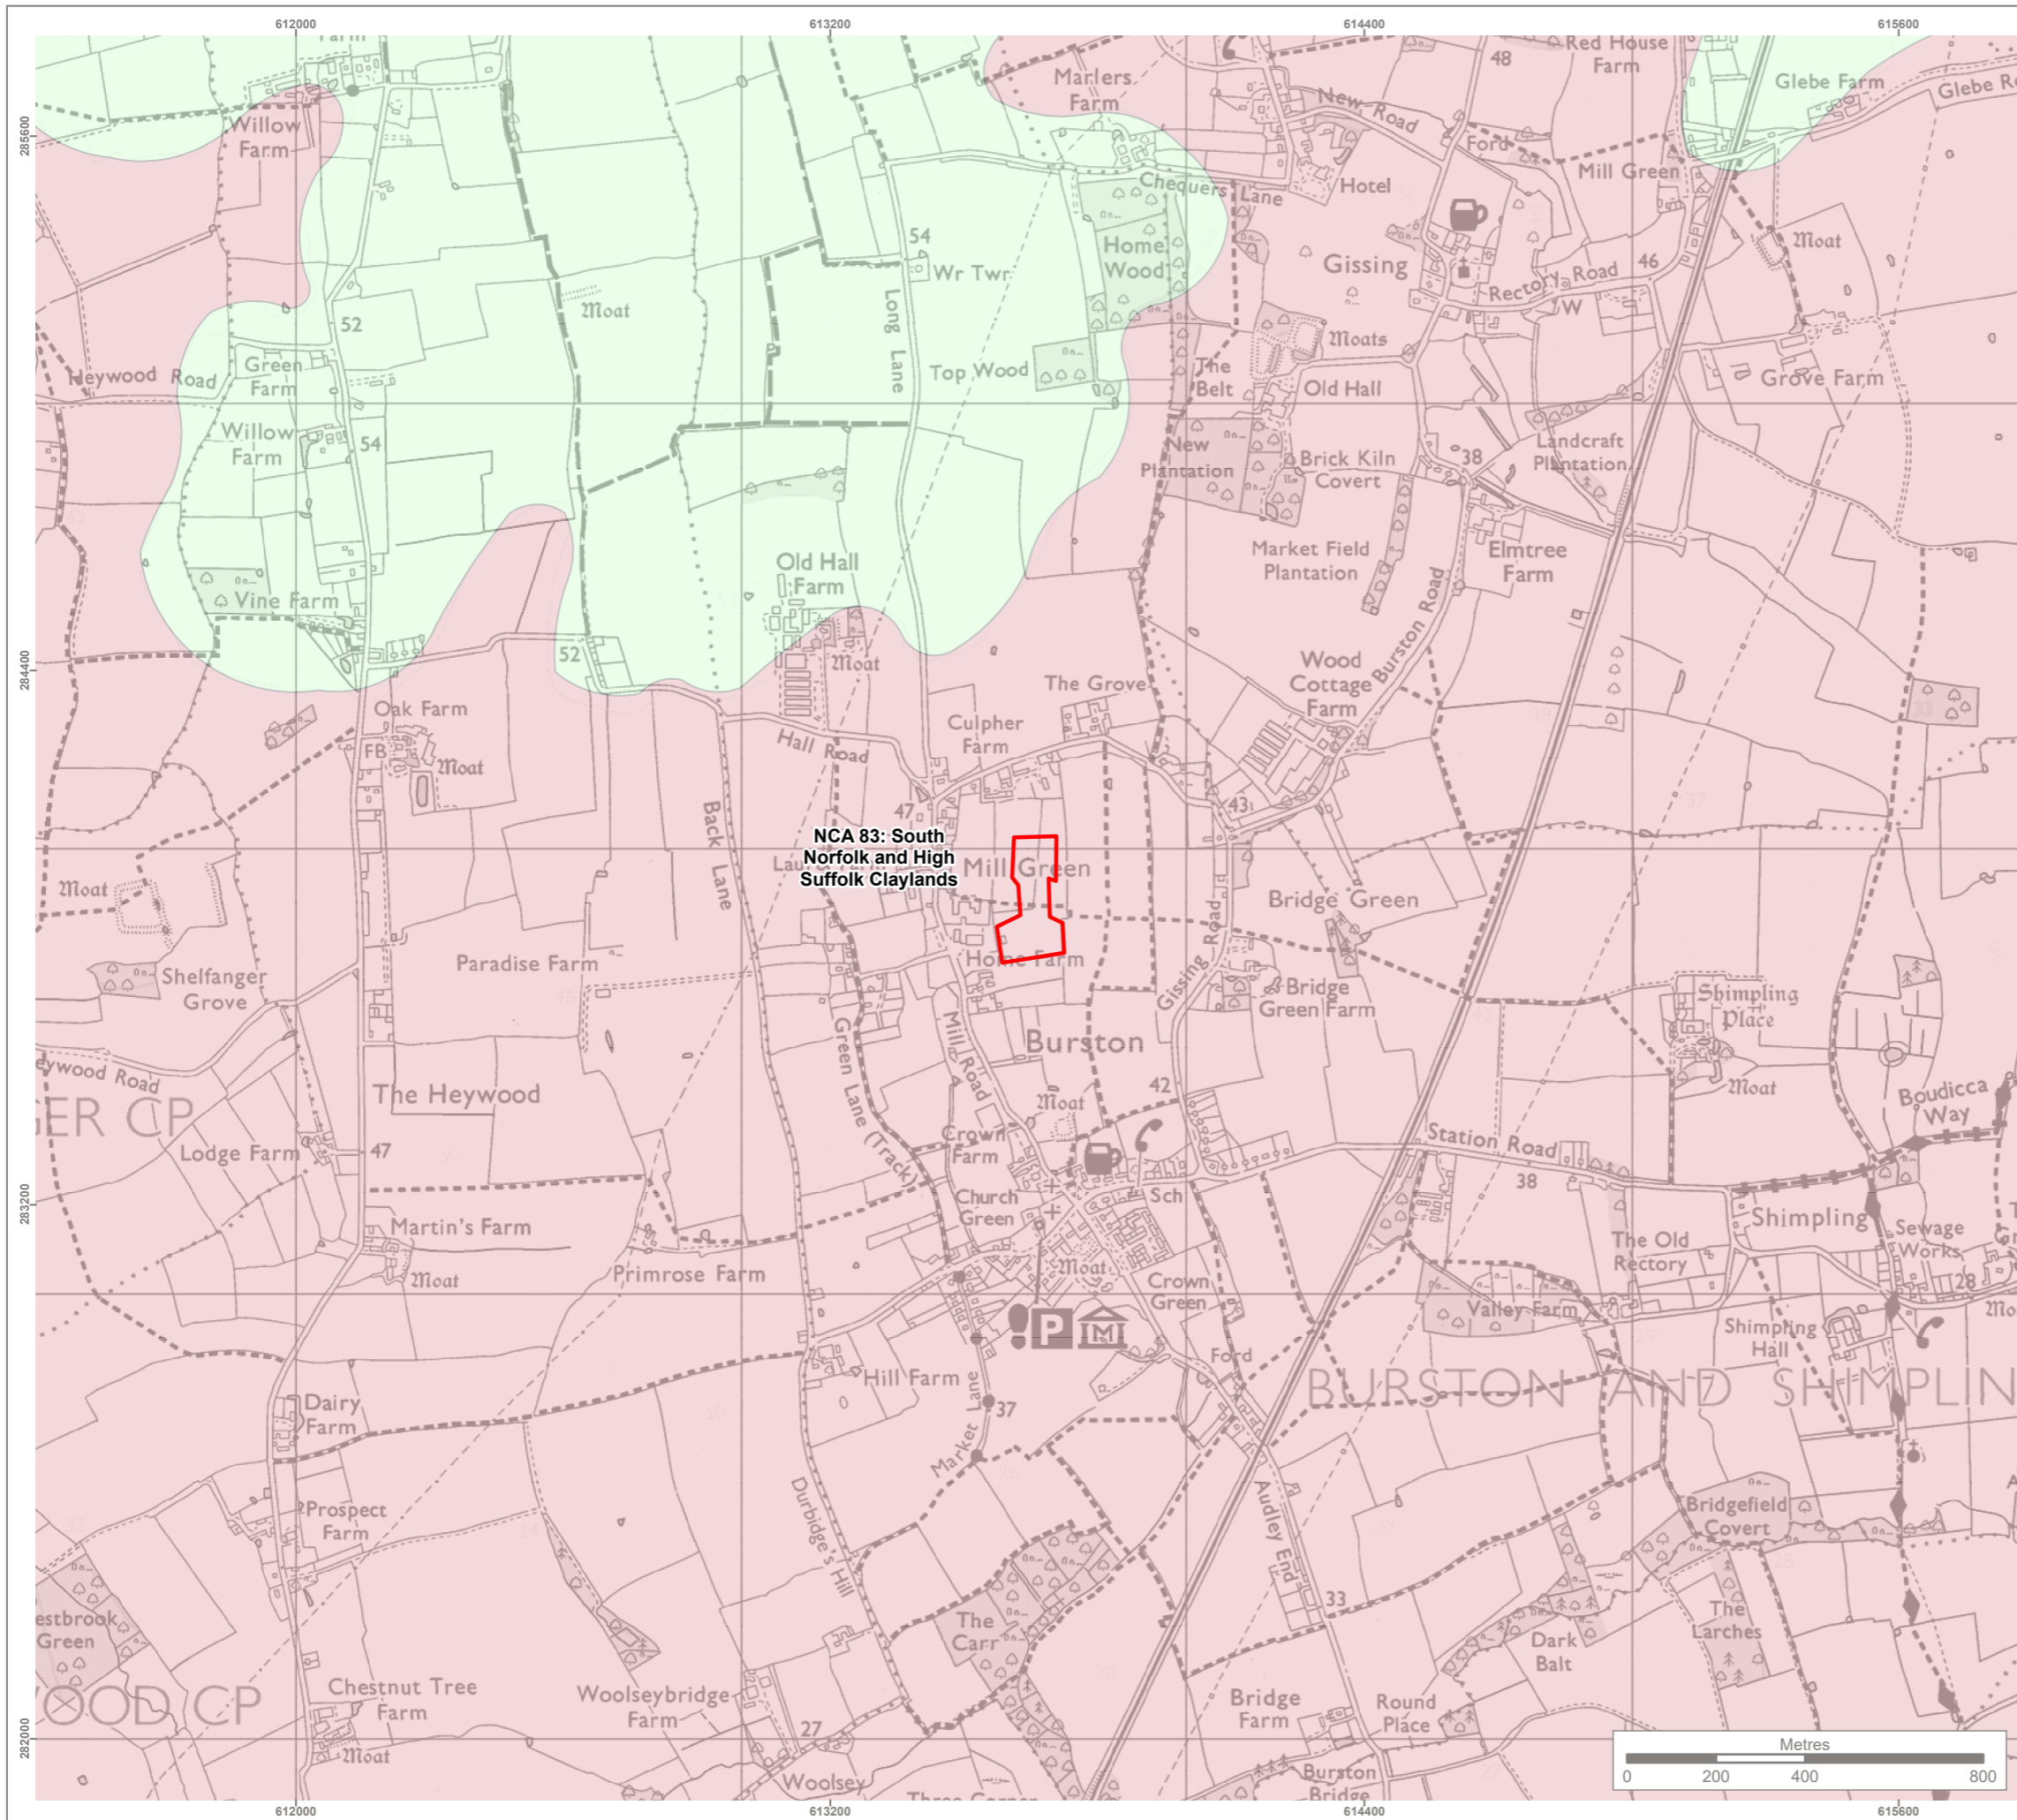 612000
613200
614400
615600
285600
284400
283200
282000
Farm
Marlers
Farm
48
Red House
Farm
Glebe Farm
Willow
Farm
New Road
Ford
Mill Green
Chequers Lane
Hotel
54
Home
Wood
Moat
Wr Twr
Gissing
Rectory Road
46
W
Moat
52
Long Lane
Moats
Green
Farm
Heywood Road
Top Wood
The
Belt
Old Hall
Grove Farm
Willow
Farm
54
New
Plantation
Brick Kiln
Covert
38
Landcraft
Plantation
Old Hall
Farm
Market Field
Plantation
Elmtree
Farm
Vine Farm
Burston Road
52
Moat
Wood
Cottage
Farm
The Grove
Oak Farm
Culpher
Farm
FB
Hall Road
Moat
47
43
Back Lane
NCA 83: South
Norfolk and High
Suffolk Claylands
Mill Green
Moat
Bridge Green
Home Farm
Paradise Farm
Shelfanger
Grove
Gissing Road
Bridge
Green Farm
Shimpling
Place
Green Lane (Track)
Mill Road
Burston
eywood Road
The Heywood
42
Moat
Boudicca
Way
GER CP
Moat
Crown
Farm
Station Road
Lodge Farm
47
Church
Green
Sch
38
Martin's Farm
Shimpling
Sewage
Works
The Old
Rectory
Moat
Primrose Farm
Moat
Crown
Green
28
Valley Farm
P
M
Shimpling
Hall
Hill Farm
Ford
BURSTON AND SHIMPLIN
Dairy
Farm
Market Lane
37
Durbidge's Hill
Audley End
Prospect
Farm
Bridgefield
Covert
33
estbrook
Green
The
Carr
Dark
Balt
The
Larches
Chestnut Tree
Farm
Woolseybridge
Farm
Bridge
Farm
Round
Place
WOOD CP
27
Moat
Woolsey
Three Corner
Burston
Bridge
Metres
0 200 400 800
612000
613200
614400
615600